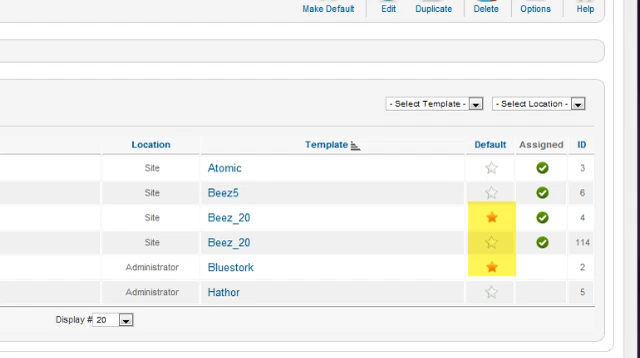 Make Default Edit Duplicate Delete Options Help
- Select Template - - Select Location -
Location Template Default Assigned ID
Site Atomic 3
Site Beez5 6
Site Beez_20 4
Site Beez_20 114
Administrator Bluestork 2
Administrator Hathor 5
Display # 20